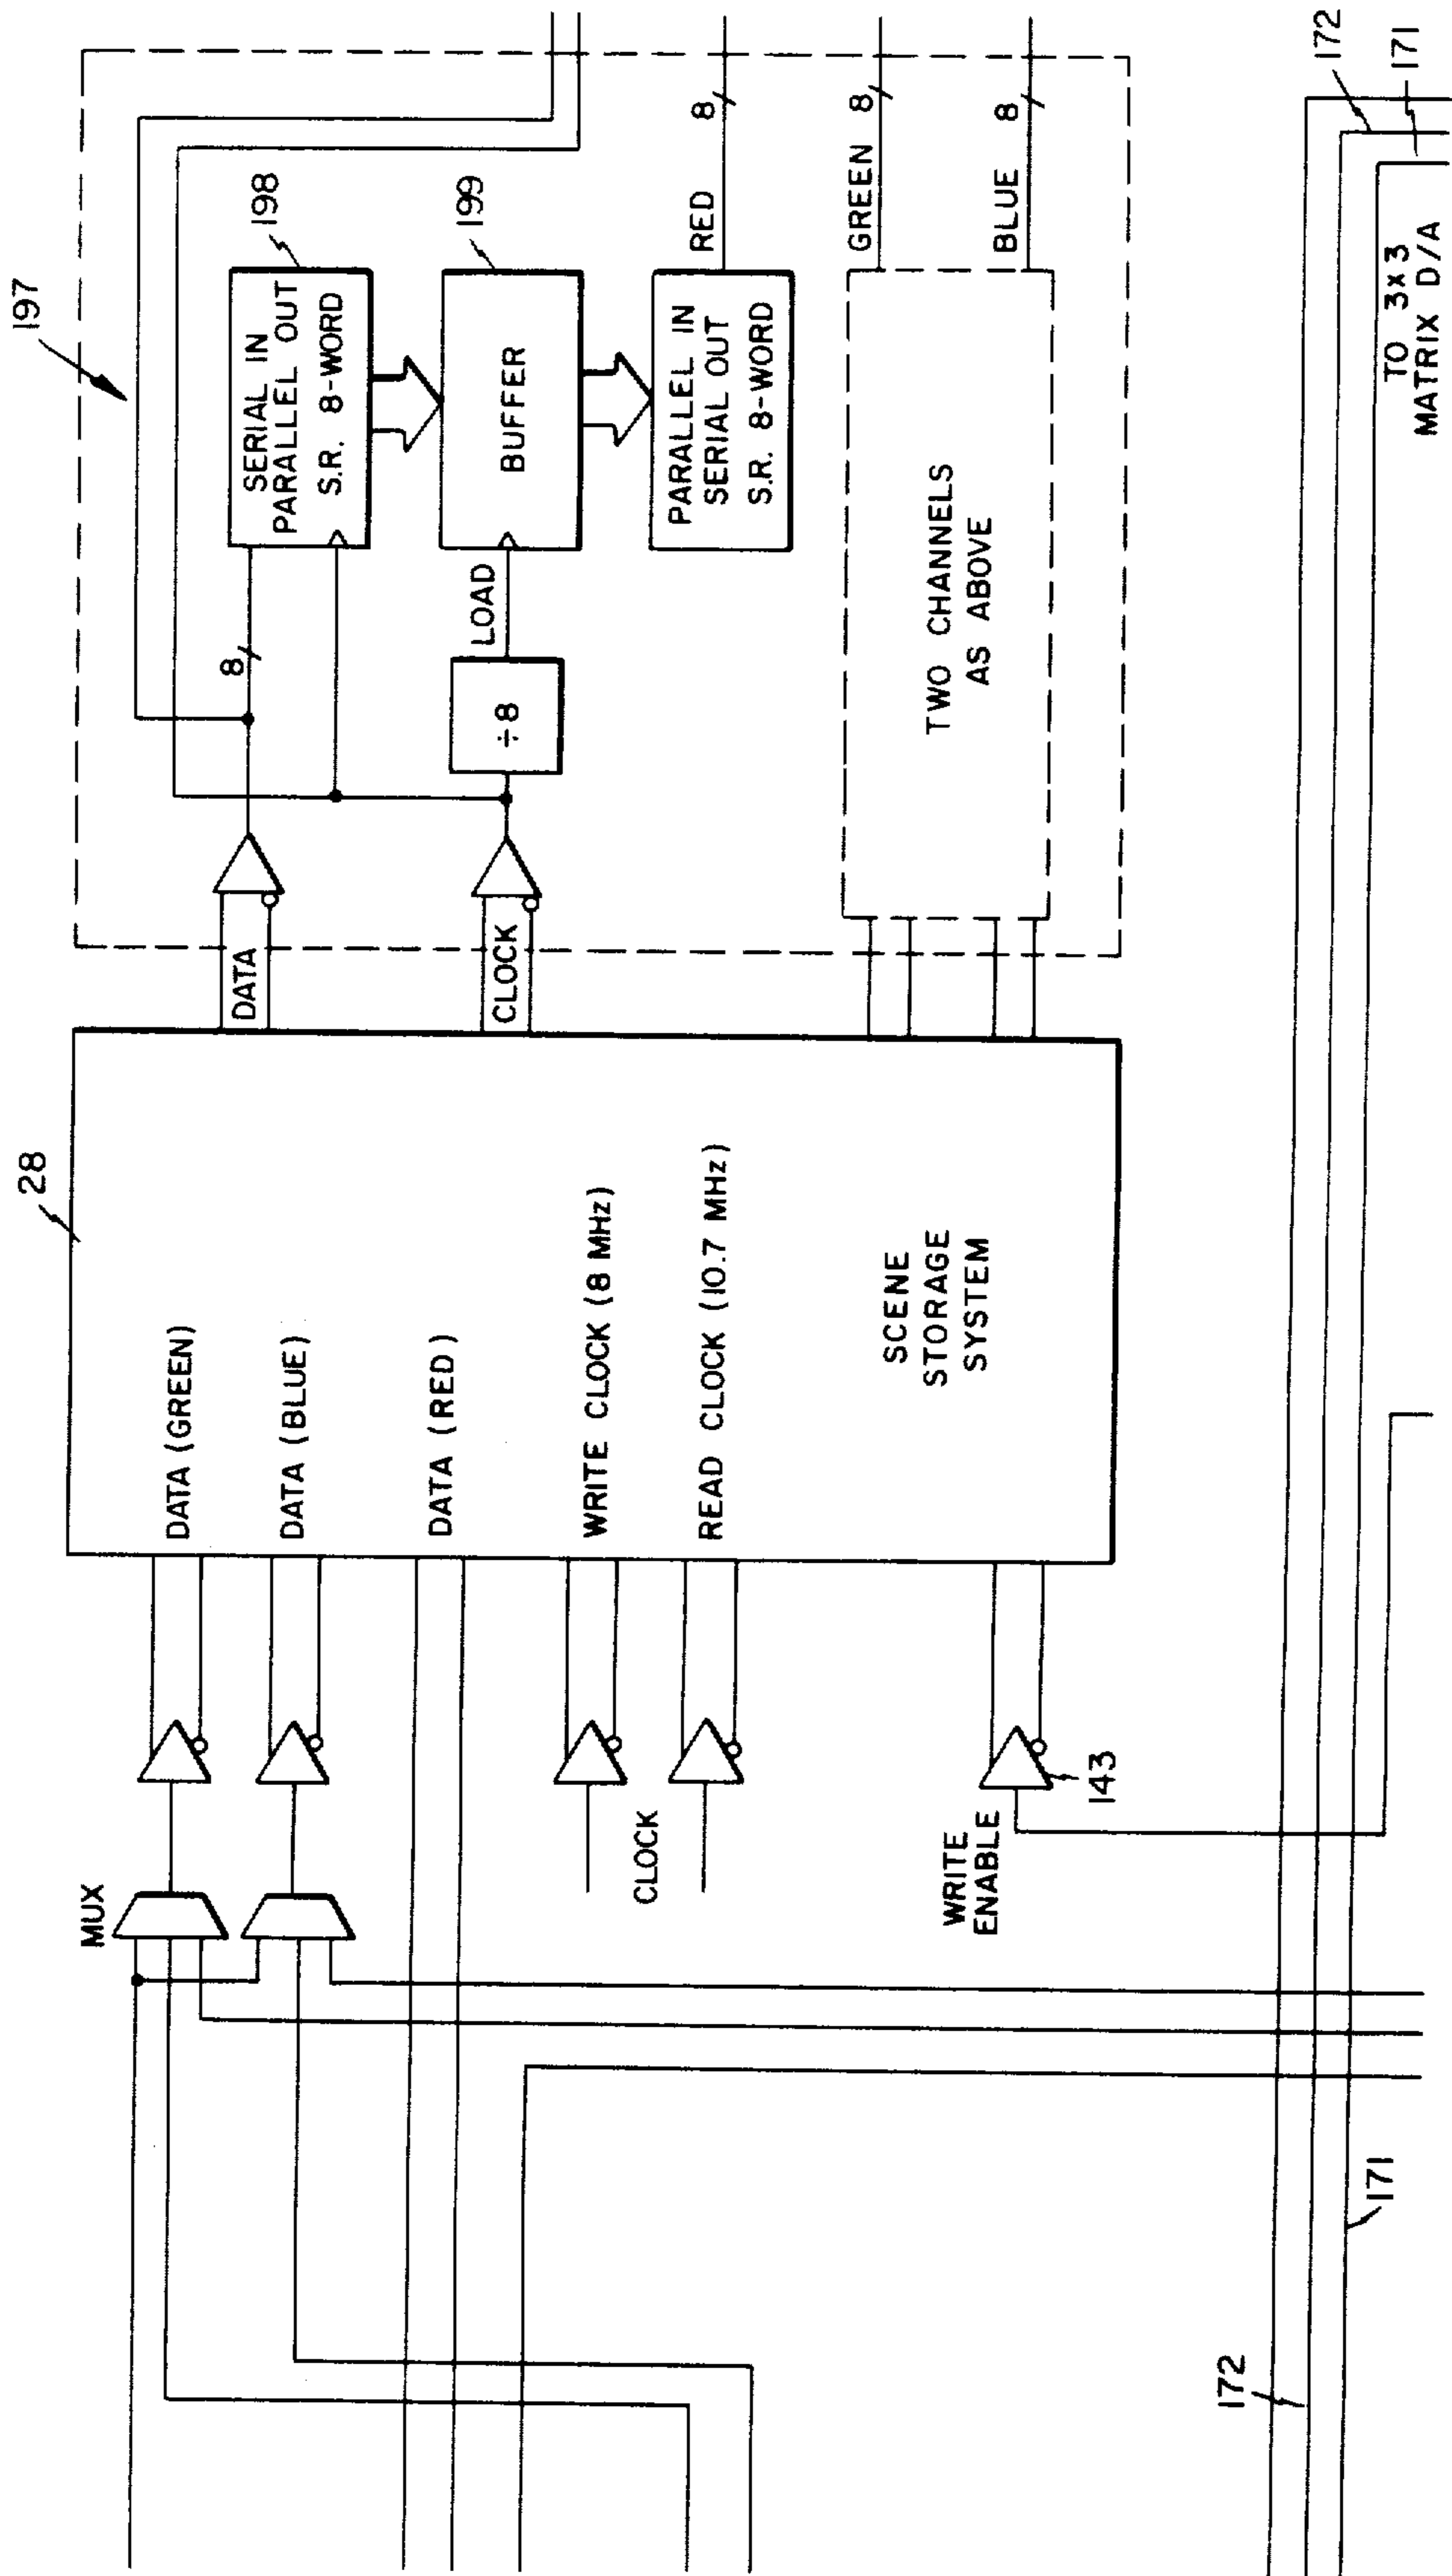 MUX
28
197
DATA (GREEN)
DATA (BLUE)
DATA (RED)
WRITE CLOCK (8 MHz)
READ CLOCK (10.7 MHz)
SCENE
STORAGE
SYSTEM
CLOCK
WRITE
ENABLE
143
DATA
CLOCK
8
÷8
LOAD
SERIAL IN
PARALLEL OUT
S.R. 8-WORD
198
BUFFER
199
PARALLEL IN
SERIAL OUT
S.R. 8-WORD
RED
8
TWO CHANNELS
AS ABOVE
GREEN
8
BLUE
8
172
171
172
171
TO 3x3
MATRIX D/A